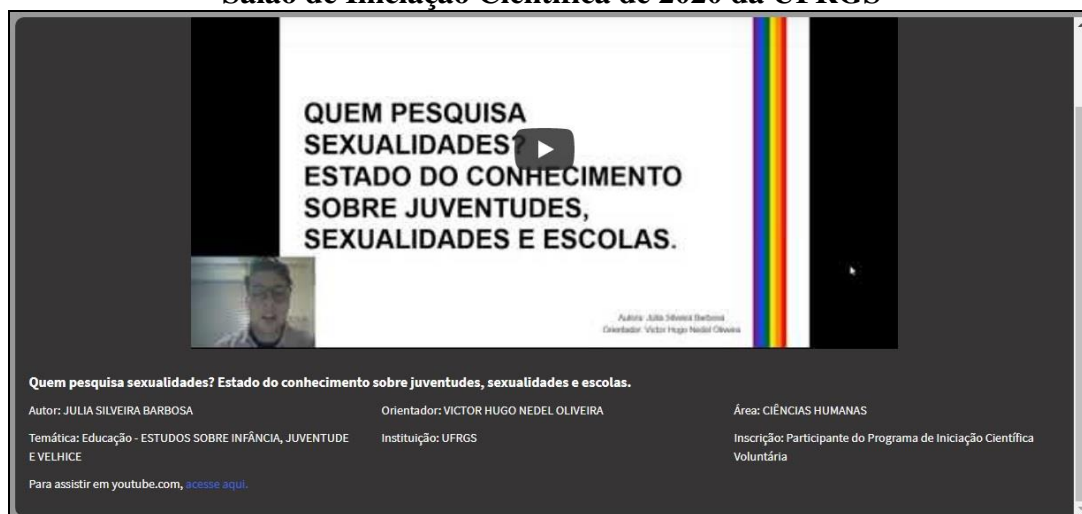 Salão de Iniciação Científica de 2020 da UFRGS
QUEM PESQUISA
SEXUALIDADES?
ESTADO DO CONHECIMENTO
SOBRE JUVENTUDES,
SEXUALIDADES E ESCOLAS.
Autora: Júlia Silveira Barbosa
Orientador: Victor Hugo Nedel Oliveira
Quem pesquisa sexualidades? Estado do conhecimento sobre juventudes, sexualidades e escolas.
Autor: JULIA SILVEIRA BARBOSA
Orientador: VICTOR HUGO NEDEL OLIVEIRA
Área: CIÊNCIAS HUMANAS
Temática: Educação - ESTUDOS SOBRE INFÂNCIA, JUVENTUDE
E VELHICE
Instituição: UFRGS
Inscrição: Participante do Programa de Iniciação Científica
Voluntária
Para assistir em youtube.com, acesse aqui.